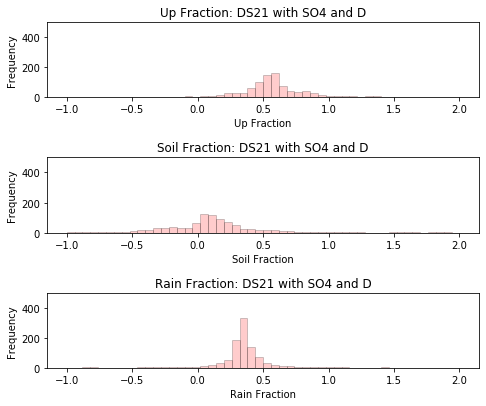 Up Fraction: DS21 with SO4 and D
400
200
0
Frequency
−1.0 −0.5 0.0 0.5 1.0 1.5 2.0
Up Fraction
Soil Fraction: DS21 with SO4 and D
400
200
0
Frequency
−1.0 −0.5 0.0 0.5 1.0 1.5 2.0
Soil Fraction
Rain Fraction: DS21 with SO4 and D
400
200
0
Frequency
−1.0 −0.5 0.0 0.5 1.0 1.5 2.0
Rain Fraction